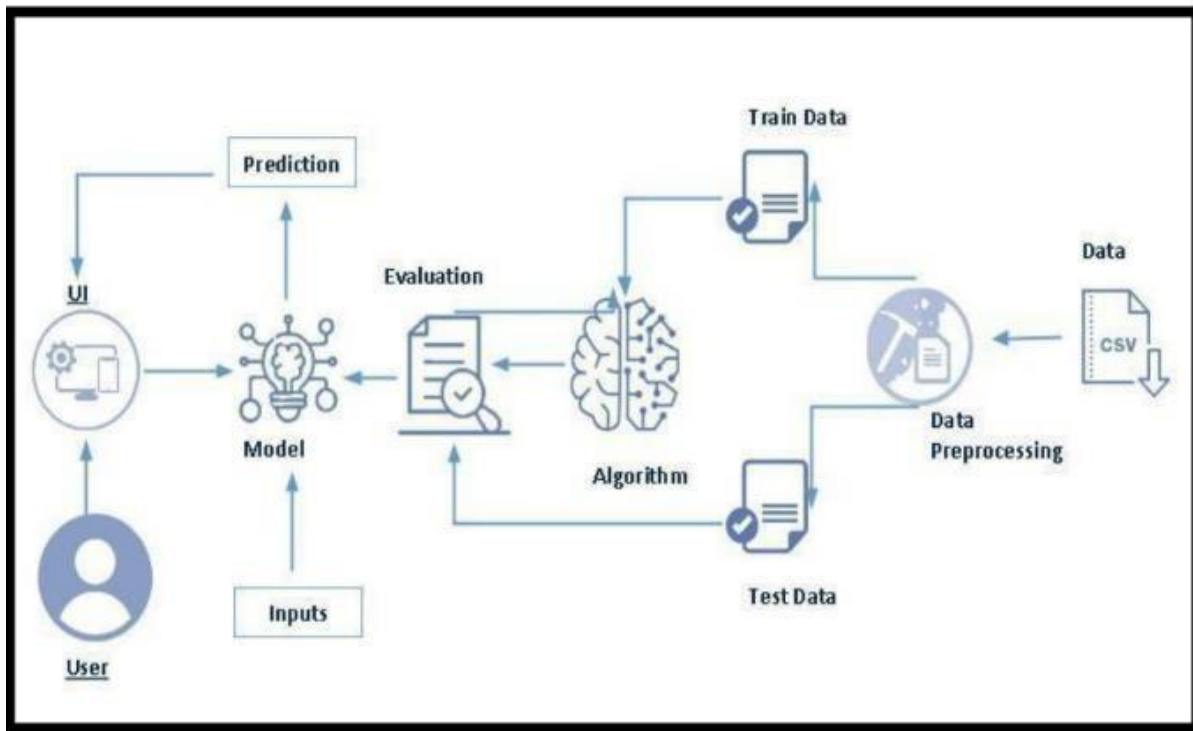 Train Data
Prediction
Data
Evaluation
UI
CSV
Data
Preprocessing
Model
Algorithm
Test Data
Inputs
User